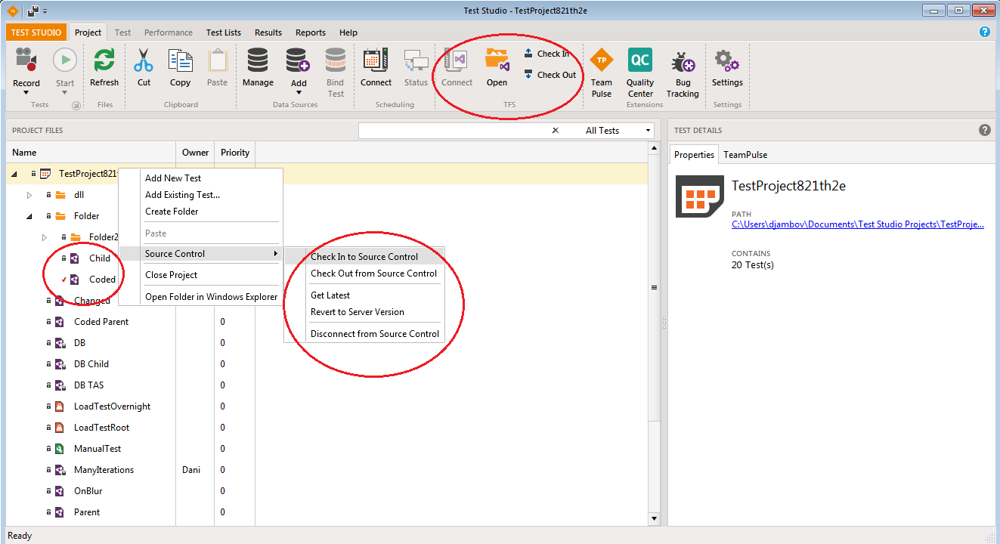 Test Studio - TestProject821th2e
TEST STUDIO Project Test Performance Test Lists Results Reports Help
Record Start Refresh Cut Copy Paste Manage Add Bind Test Connect Status Connect Open Check In Check Out TP Team Pulse QC Quality Center Bug Tracking Settings
Tests Files Clipboard Data Sources Scheduling TFS Extensions Settings
PROJECT FILES All Tests TEST DETAILS
Name Owner Priority
Properties TeamPulse
TestProject821th2e
PATH
C:\Users\djambov\Documents\Test Studio Projects\TestProje...
CONTAINS
20 Test(s)
TestProject821
dll
Folder
Folder2
Child
Coded
Changed
Coded Parent 0
DB 0
DB Child 0
DB TAS 0
LoadTestOvernight 0
LoadTestRoot 0
ManualTest 0
ManyIterations Dani 0
OnBlur 0
Parent 0
Add New Test
Add Existing Test...
Create Folder
Paste
Source Control
Close Project
Open Folder in Windows Explorer
Check In to Source Control
Check Out from Source Control
Get Latest
Revert to Server Version
Disconnect from Source Control
Ready